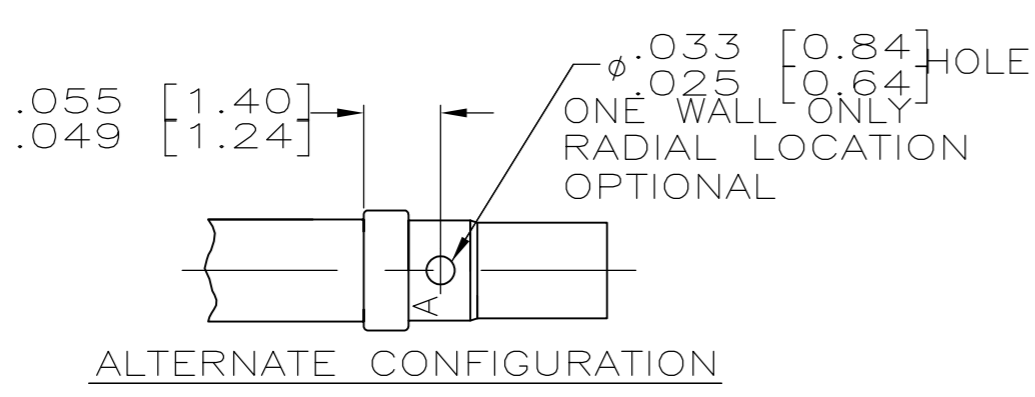 .055 [1.40]
.049 [1.24]
⌀ .033 [0.84] HOLE
.025 [0.64]
ONE WALL ONLY
RADIAL LOCATION
OPTIONAL
A
ALTERNATE CONFIGURATION